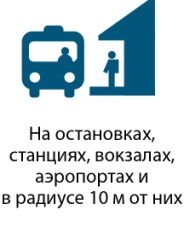 На остановках,
станциях, вокзалах,
аэропортах и
в радиусе 10 м от них